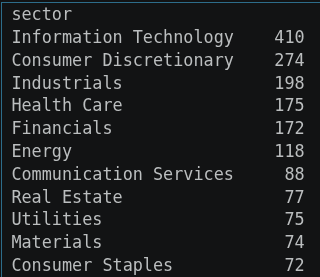 sector
Information Technology 410
Consumer Discretionary 274
Industrials 198
Health Care 175
Financials 172
Energy 118
Communication Services 88
Real Estate 77
Utilities 75
Materials 74
Consumer Staples 72